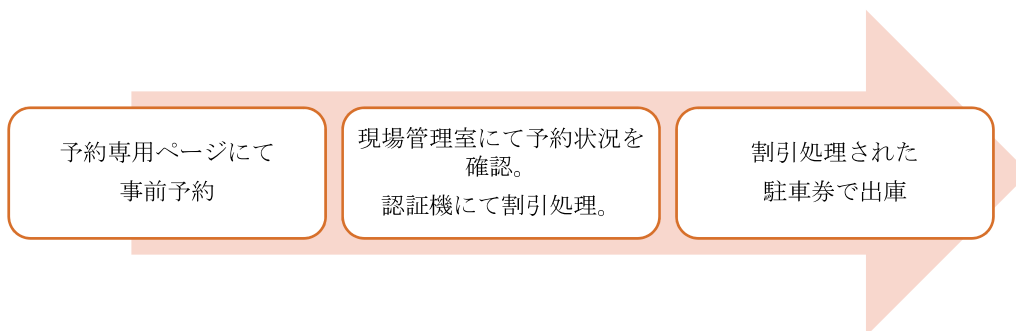 予約専用ページにて
事前予約
現場管理室にて予約状況を
確認。
認証機にて割引処理。
割引処理された
駐車券で出庫